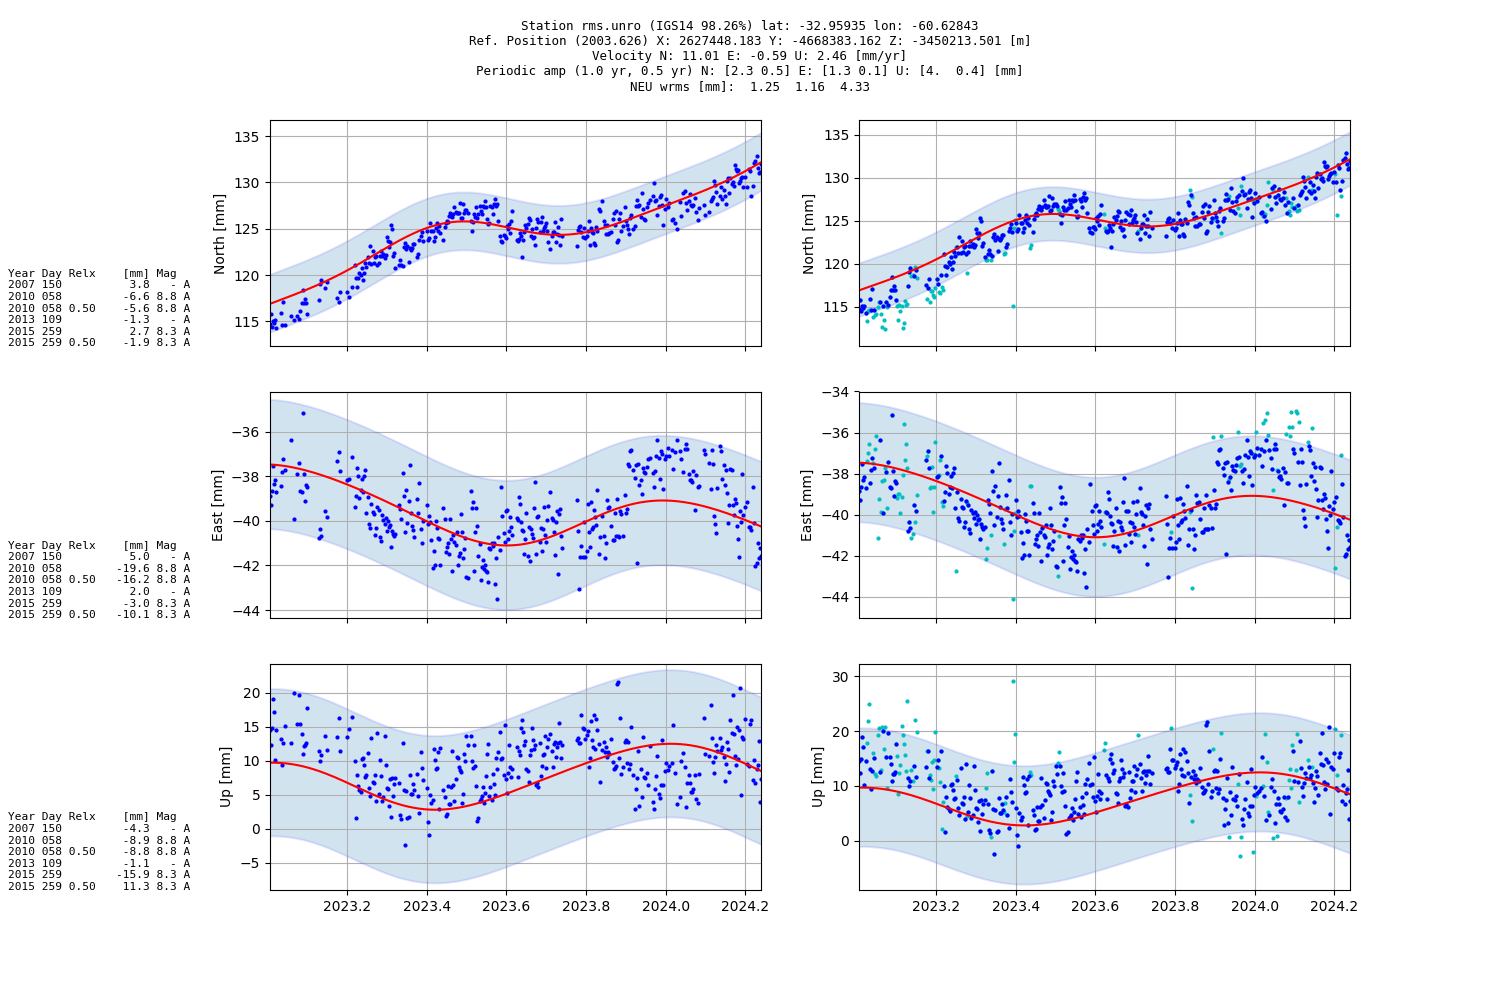 Station rms.unro (IGS14 98.26%) lat: -32.95935 lon: -60.62843
Ref. Position (2003.626) X: 2627448.183 Y: -4668383.162 Z: -3450213.501 [m]
Velocity N: 11.01 E: -0.59 U: 2.46 [mm/yr]
Periodic amp (1.0 yr, 0.5 yr) N: [2.3 0.5] E: [1.3 0.1] U: [4.  0.4] [mm]
NEU wrms [mm]:  1.25  1.16  4.33
135
130
125
120
115
North [mm]
135
130
125
120
115
North [mm]
Year Day Relx    [mm] Mag
2007 150          3.8   - A
2010 058         -6.6 8.8 A
2010 058 0.50    -5.6 8.8 A
2013 109         -1.3   - A
2015 259          2.7 8.3 A
2015 259 0.50    -1.9 8.3 A
−36
−38
−40
−42
−44
East [mm]
−34
−36
−38
−40
−42
−44
East [mm]
Year Day Relx    [mm] Mag
2007 150          5.0   - A
2010 058        -19.6 8.8 A
2010 058 0.50   -16.2 8.8 A
2013 109          2.0   - A
2015 259         -3.0 8.3 A
2015 259 0.50   -10.1 8.3 A
20
15
10
5
0
−5
Up [mm]
30
20
10
0
Up [mm]
Year Day Relx    [mm] Mag
2007 150         -4.3   - A
2010 058         -8.9 8.8 A
2010 058 0.50    -8.8 8.8 A
2013 109         -1.1   - A
2015 259        -15.9 8.3 A
2015 259 0.50    11.3 8.3 A
2023.2 2023.4 2023.6 2023.8 2024.0 2024.2
2023.2 2023.4 2023.6 2023.8 2024.0 2024.2